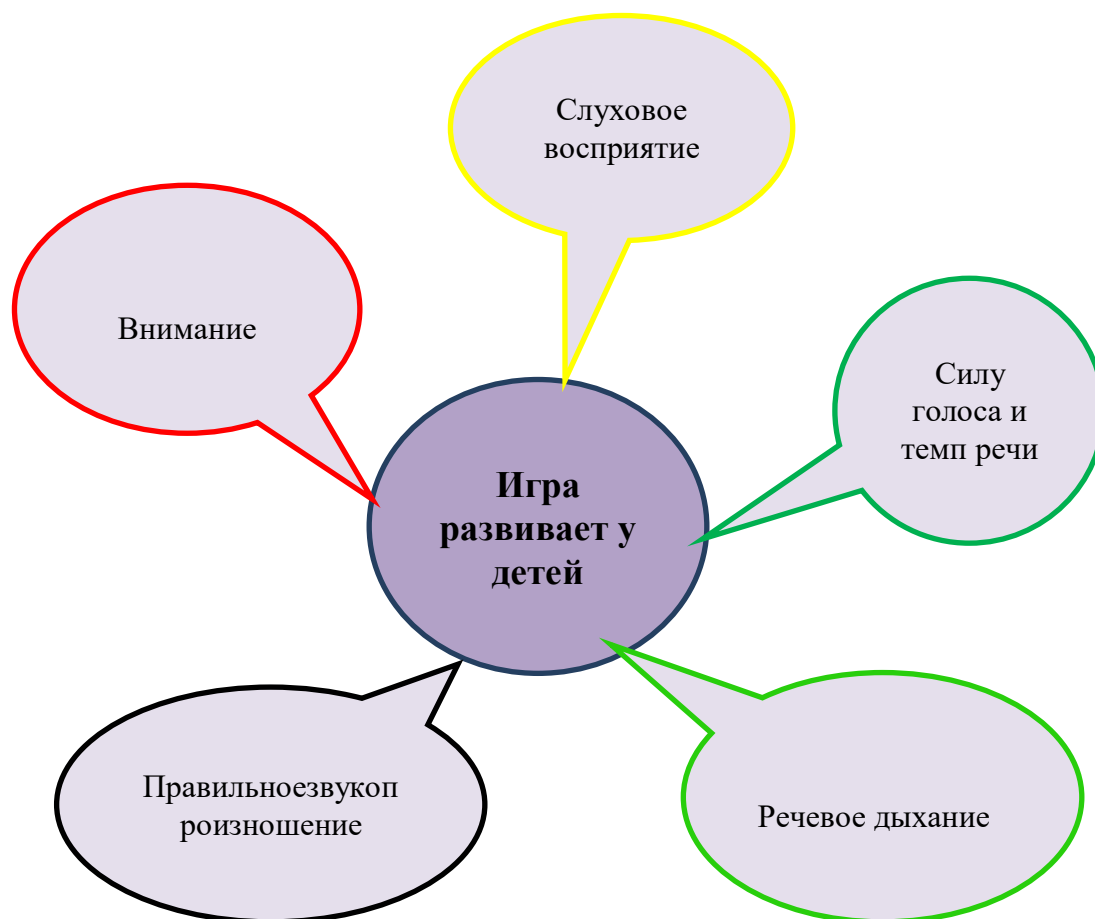 Слуховое
восприятие
Внимание
Силу
голоса и
темп речи
Игра
развивает у
детей
Правильноезвукоп
роизношение
Речевое дыхание